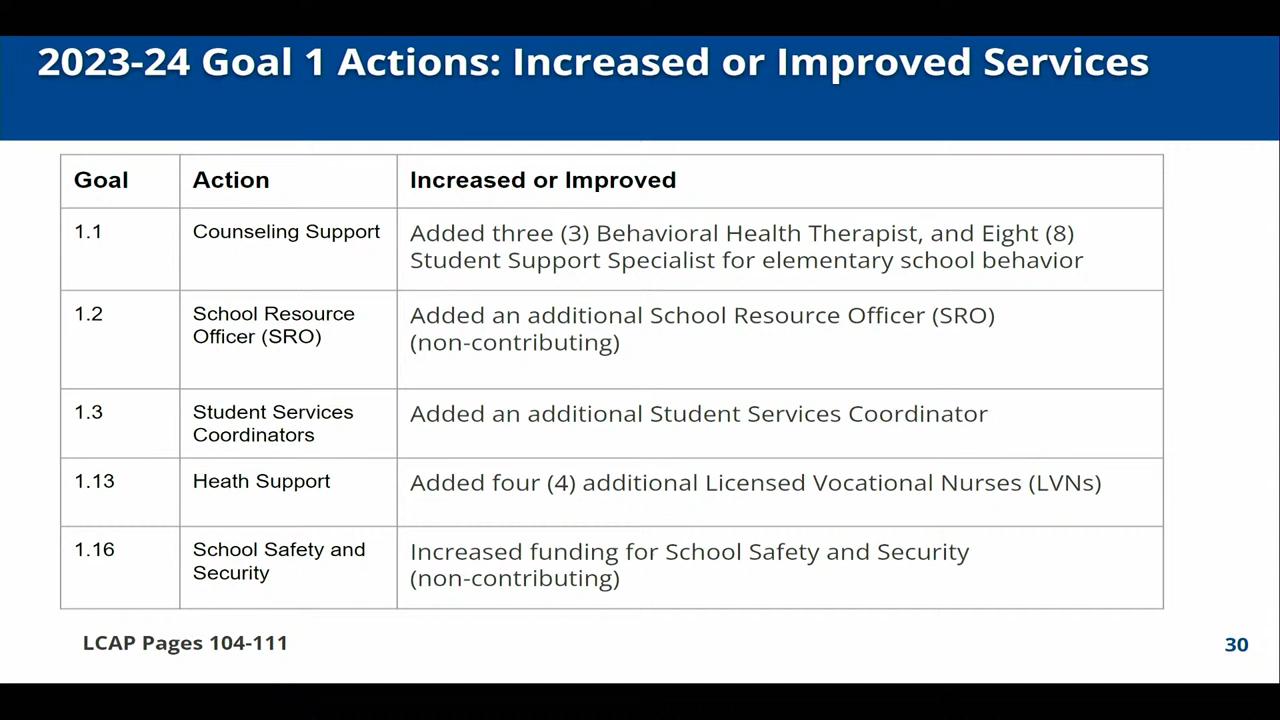 2023-24 Goal 1 Actions: Increased or Improved Services
Goal Action Increased or Improved
1.1 Counseling Support Added three (3) Behavioral Health Therapist, and Eight (8)
Student Support Specialist for elementary school behavior
1.2 School Resource Added an additional School Resource Officer (SRO)
Officer (SRO) (non-contributing)
1.3 Student Services Added an additional Student Services Coordinator
Coordinators
1.13 Heath Support Added four (4) additional Licensed Vocational Nurses (LVNs)
1.16 School Safety and Increased funding for School Safety and Security
Security (non-contributing)
LCAP Pages 104-111
30